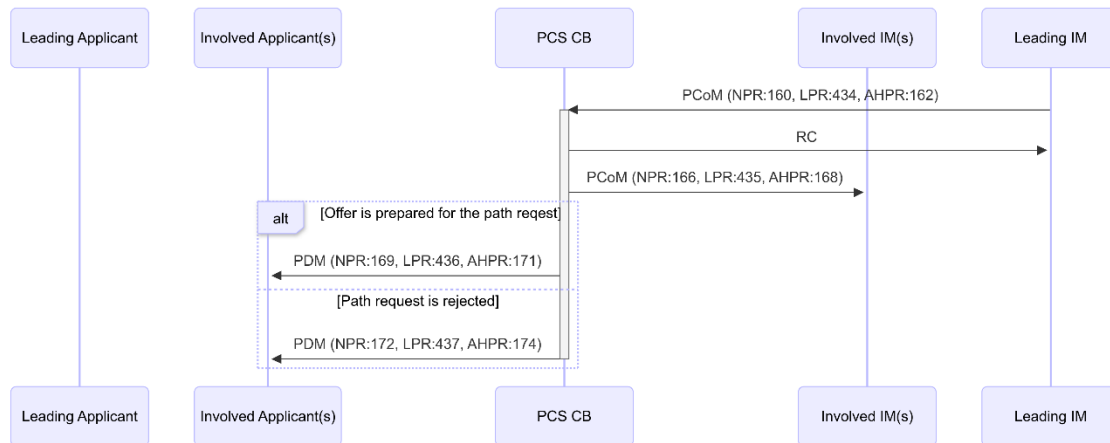 Leading Applicant
Involved Applicant(s)
PCS CB
Involved IM(s)
Leading IM
PCoM (NPR:160, LPR:434, AHPR:162)
RC
PCoM (NPR:166, LPR:435, AHPR:168)
alt
[Offer is prepared for the path reqest]
PDM (NPR:169, LPR:436, AHPR:171)
[Path request is rejected]
PDM (NPR:172, LPR:437, AHPR:174)
Leading Applicant
Involved Applicant(s)
PCS CB
Involved IM(s)
Leading IM